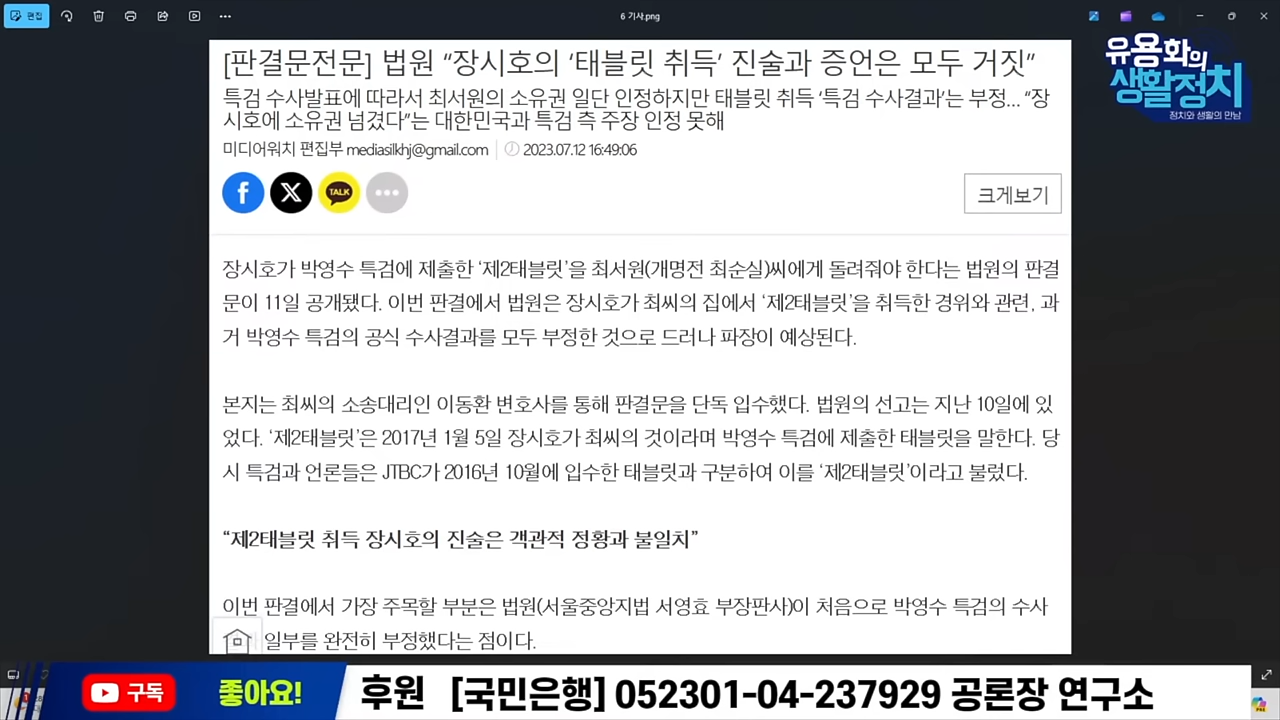 편집
6 기사.png
유용화의
생활정치
정치와 생활의 만남
[판결문전문] 법원 “장시호의 ‘태블릿 취득’ 진술과 증언은 모두 거짓”
특검 수사발표에 따라서 최서원의 소유권 일단 인정하지만 태블릿 취득 ‘특검 수사결과’는 부정... “장
시호에 소유권 넘겼다”는 대한민국과 특검 측 주장 인정 못해
미디어워치 편집부 mediasilkhj@gmail.com 2023.07.12 16:49:06
TALK
크게보기
장시호가 박영수 특검에 제출한 ‘제2태블릿’을 최서원(개명전 최순실)씨에게 돌려줘야 한다는 법원의 판결
문이 11일 공개됐다. 이번 판결에서 법원은 장시호가 최씨의 집에서 ‘제2태블릿’을 취득한 경위와 관련, 과
거 박영수 특검의 공식 수사결과를 모두 부정한 것으로 드러나 파장이 예상된다.
본지는 최씨의 소송대리인 이동환 변호사를 통해 판결문을 단독 입수했다. 법원의 선고는 지난 10일에 있
었다. ‘제2태블릿’은 2017년 1월 5일 장시호가 최씨의 것이라며 박영수 특검에 제출한 태블릿을 말한다. 당
시 특검과 언론들은 JTBC가 2016년 10월에 입수한 태블릿과 구분하여 이를 ‘제2태블릿’이라고 불렀다.
“제2태블릿 취득 장시호의 진술은 객관적 정황과 불일치”
이번 판결에서 가장 주목할 부분은 법원(서울중앙지법 서영효 부장판사)이 처음으로 박영수 특검의 수사
일부를 완전히 부정했다는 점이다.
구독 좋아요! 후원 [국민은행] 052301-04-237929 공론장 연구소